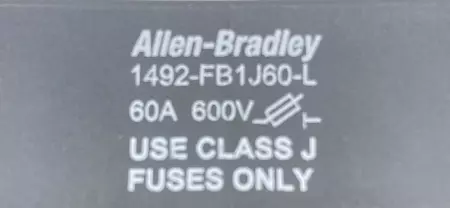 Allen-Bradley
1492-FB1J60-L
60A 600V
USE CLASS J
FUSES ONLY